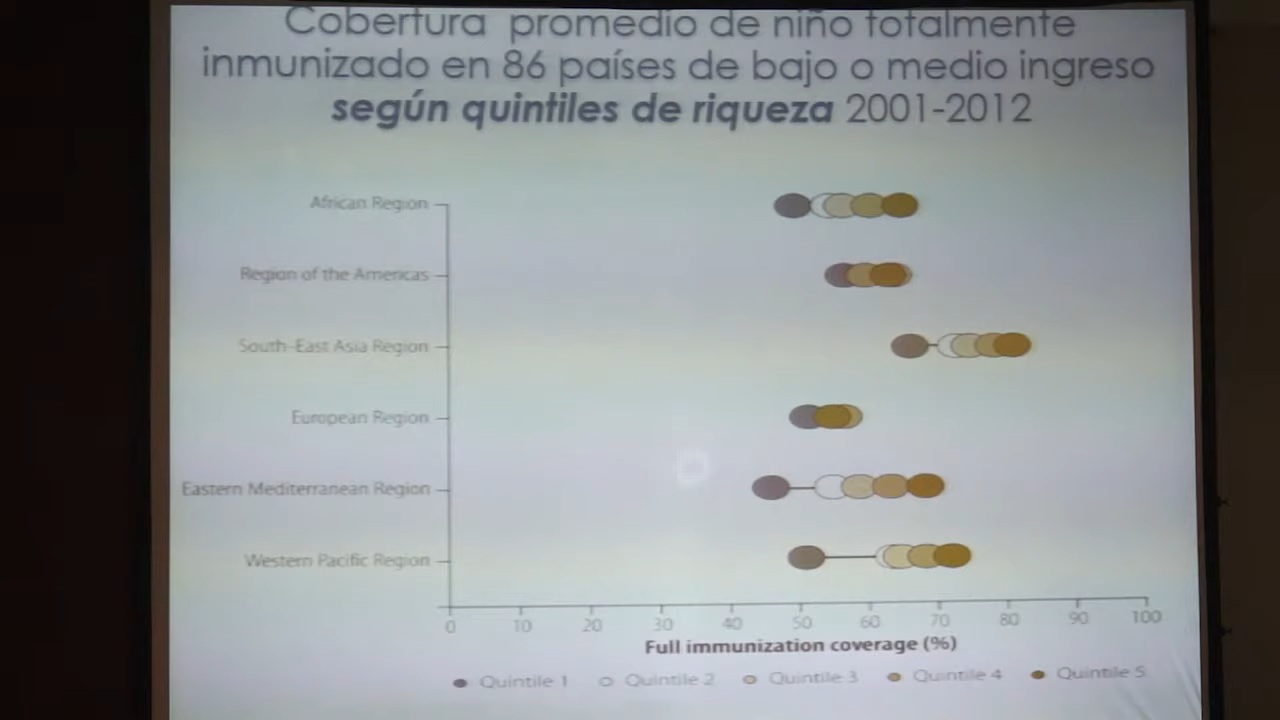 Cobertura promedio de niño totalmente
inmunizado en 86 países de bajo o medio ingreso
según quintiles de riqueza 2001-2012
African Region
Region of the Americas
South-East Asia Region
European Region
Eastern Mediterranean Region
Western Pacific Region
0 10 20 30 40 50 60 70 80 90 100
Full immunization coverage (%)
Quintile 1 Quintile 2 Quintile 3 Quintile 4 Quintile 5